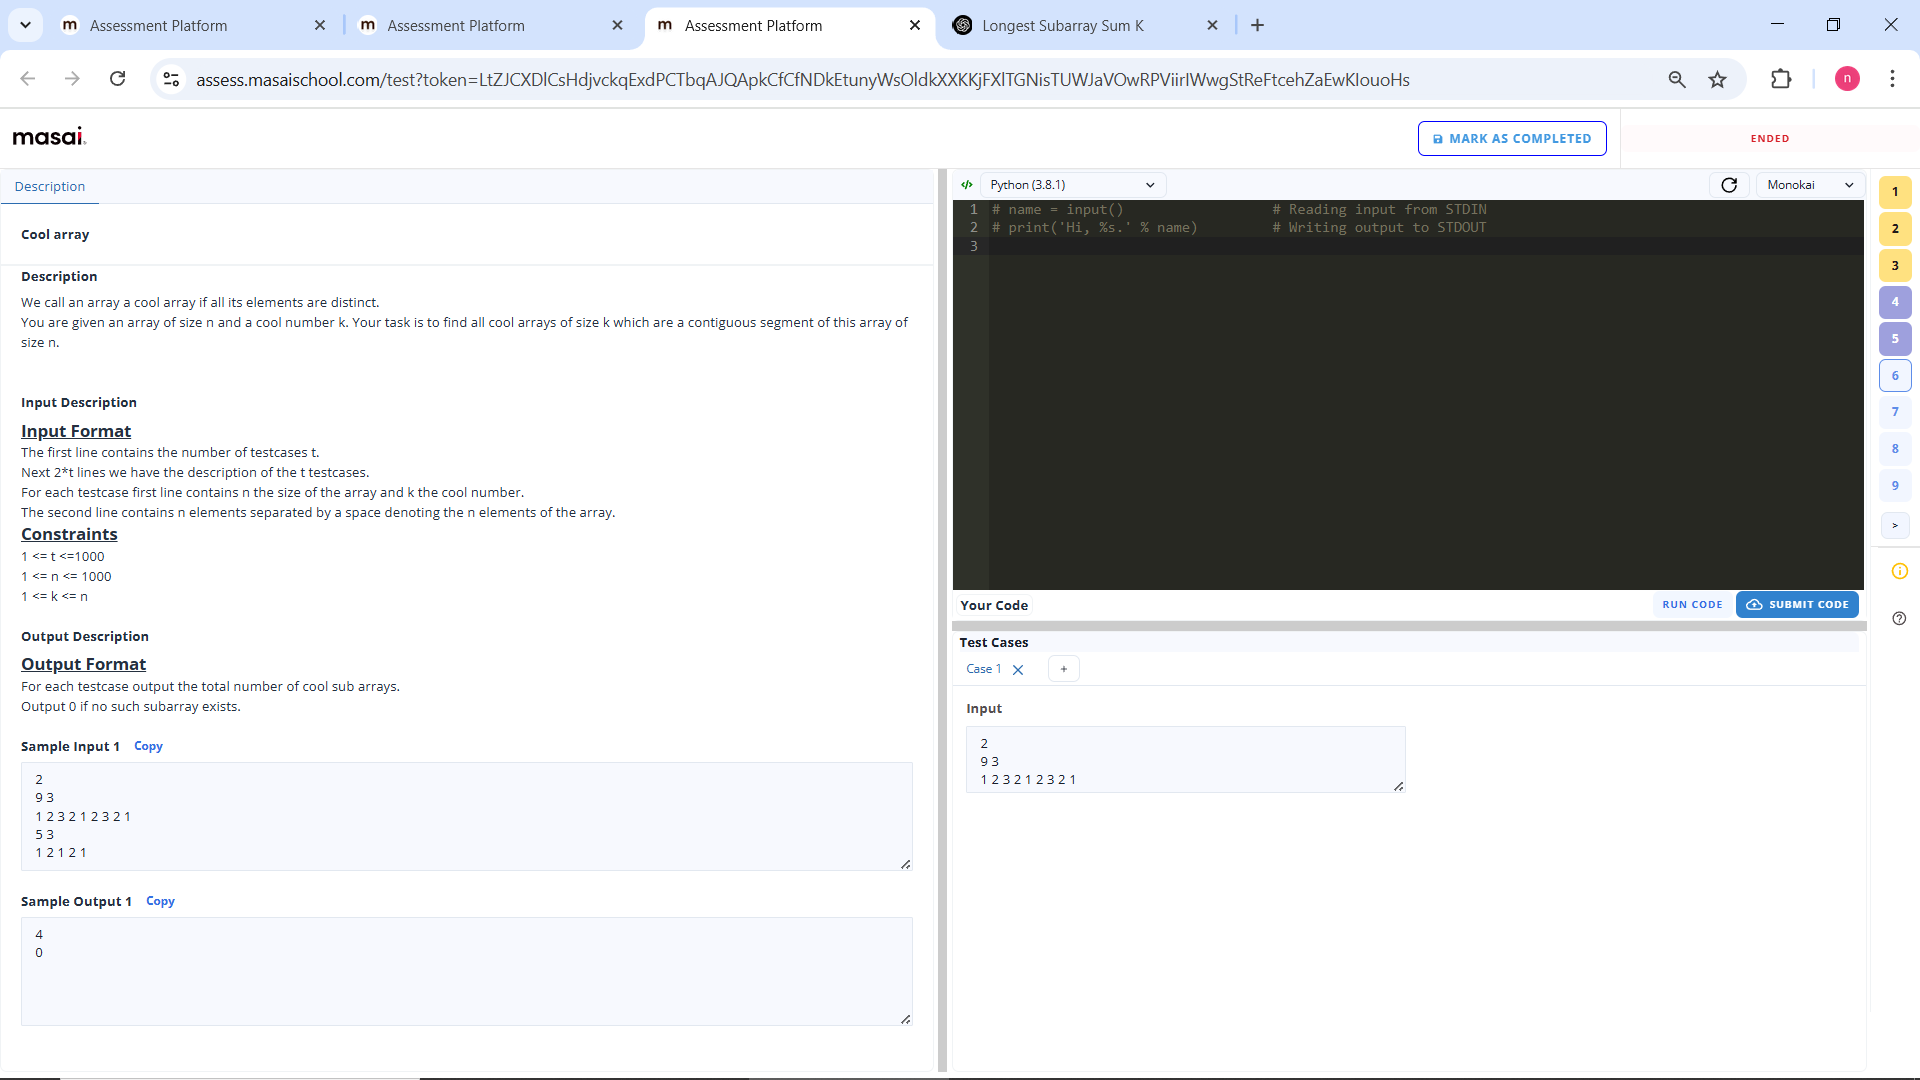 Assessment Platform
Assessment Platform
Assessment Platform
Longest Subarray Sum K
assess.masaischool.com/test?token=LtZJCXDlCsHdjvckqExdPCTbqAJQApkCfCfNDkEtunyWsOldkXXKKjFXlTGNisTUWJaVOwRPViirIWwgStReFtcehZaEwKIouoHs
n
masai.
MARK AS COMPLETED
ENDED
Description
Cool array
Description
We call an array a cool array if all its elements are distinct.
You are given an array of size n and a cool number k. Your task is to find all cool arrays of size k which are a contiguous segment of this array of
size n.
Input Description
Input Format
The first line contains the number of testcases t.
Next 2*t lines we have the description of the t testcases.
For each testcase first line contains n the size of the array and k the cool number.
The second line contains n elements separated by a space denoting the n elements of the array.
Constraints
1 <= t <=1000
1 <= n <= 1000
1 <= k <= n
Output Description
Output Format
For each testcase output the total number of cool sub arrays.
Output 0 if no such subarray exists.
Sample Input 1 Copy
2
9 3
1 2 3 2 1 2 3 2 1
5 3
1 2 1 2 1
Sample Output 1 Copy
4
0
Python (3.8.1)
Monokai
1 # name = input() # Reading input from STDIN
2 # print('Hi, %s.' % name) # Writing output to STDOUT
3
Your Code
RUN CODE
SUBMIT CODE
Test Cases
Case 1
+
Input
2
9 3
1 2 3 2 1 2 3 2 1
1
2
3
4
5
6
7
8
9
>